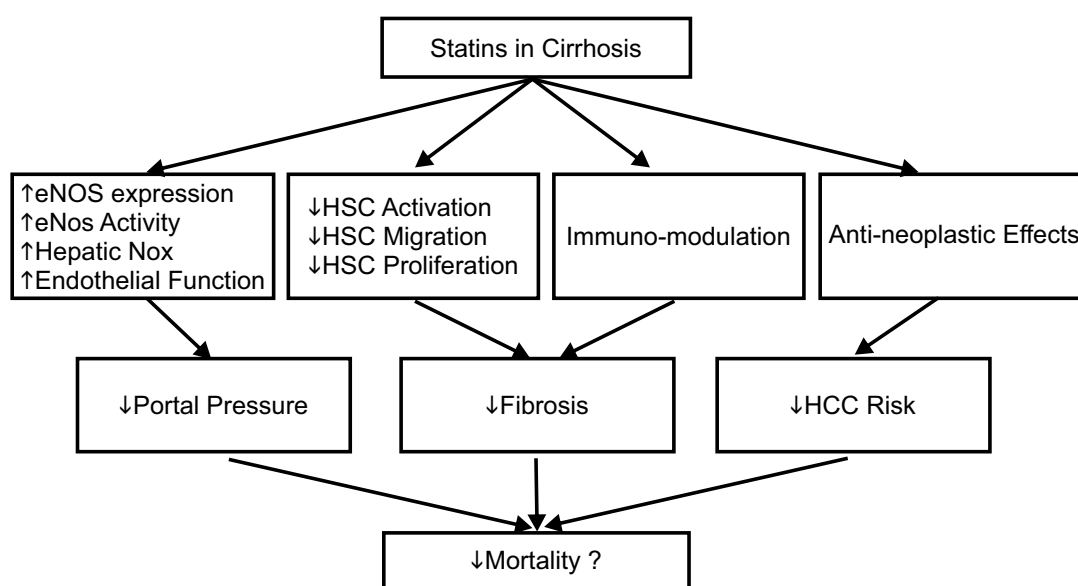 Statins in Cirrhosis
↑eNOS expression
↑eNos Activity
↑Hepatic Nox
↑Endothelial Function
↓HSC Activation
↓HSC Migration
↓HSC Proliferation
Immuno-modulation
Anti-neoplastic Effects
↓Portal Pressure
↓Fibrosis
↓HCC Risk
↓Mortality ?